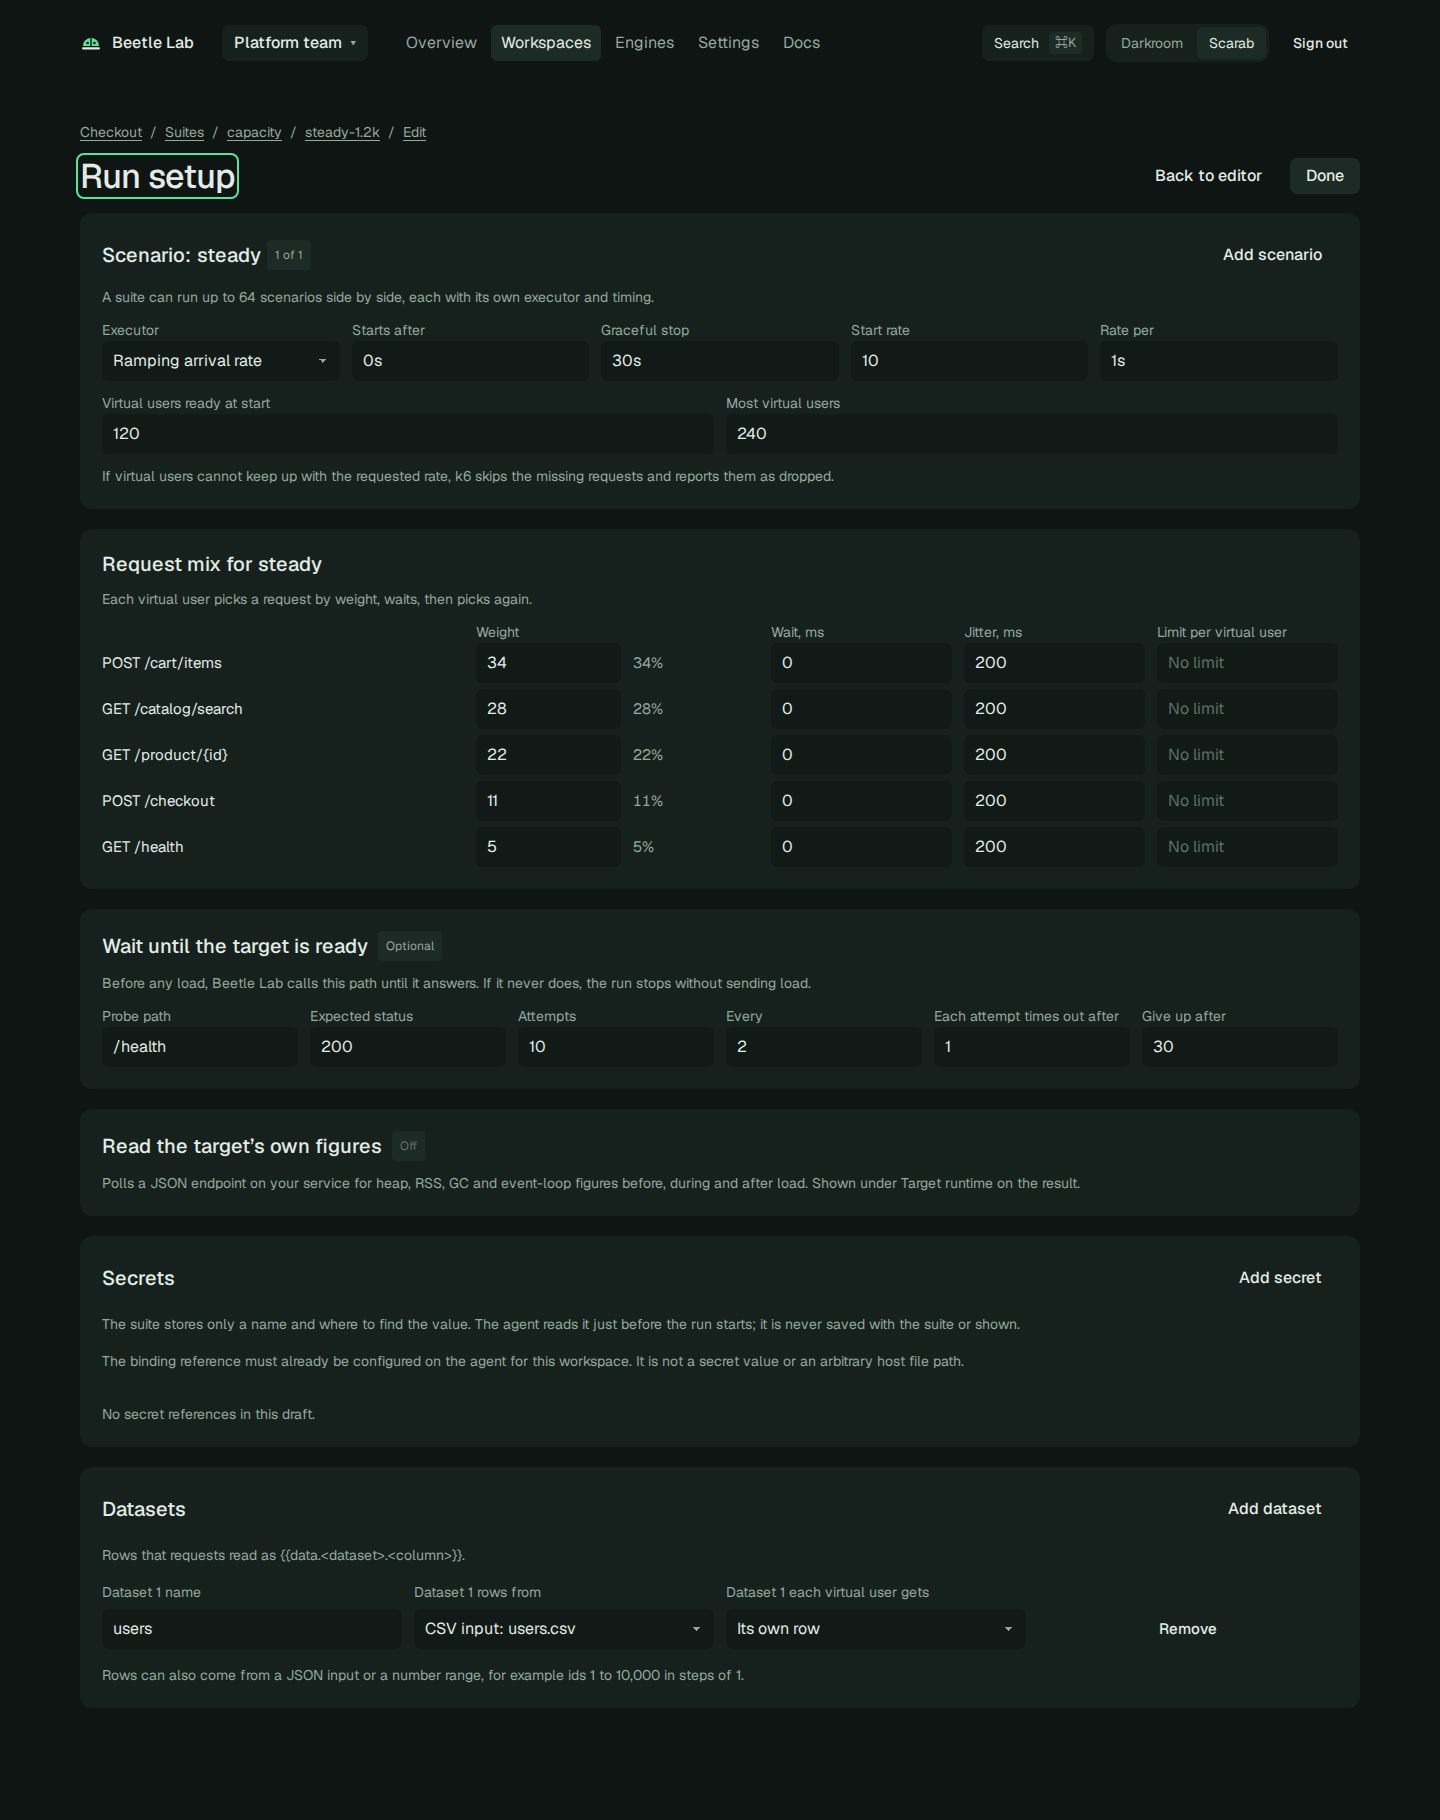 Beetle Lab Platform team Overview Workspaces Engines Settings Docs Search ⌘K Darkroom Scarab Sign out
Checkout / Suites / capacity / steady-1.2k / Edit
Run setup Back to editor Done
Scenario: steady 1 of 1 Add scenario
A suite can run up to 64 scenarios side by side, each with its own executor and timing.
Executor Starts after Graceful stop Start rate Rate per
Ramping arrival rate 0s 30s 10 1s
Virtual users ready at start Most virtual users
120 240
If virtual users cannot keep up with the requested rate, k6 skips the missing requests and reports them as dropped.
Request mix for steady
Each virtual user picks a request by weight, waits, then picks again.
Weight Wait, ms Jitter, ms Limit per virtual user
POST /cart/items 34 34% 0 200 No limit
GET /catalog/search 28 28% 0 200 No limit
GET /product/{id} 22 22% 0 200 No limit
POST /checkout 11 11% 0 200 No limit
GET /health 5 5% 0 200 No limit
Wait until the target is ready Optional
Before any load, Beetle Lab calls this path until it answers. If it never does, the run stops without sending load.
Probe path Expected status Attempts Every Each attempt times out after Give up after
/health 200 10 2 1 30
Read the target’s own figures Off
Polls a JSON endpoint on your service for heap, RSS, GC and event-loop figures before, during and after load. Shown under Target runtime on the result.
Secrets Add secret
The suite stores only a name and where to find the value. The agent reads it just before the run starts; it is never saved with the suite or shown.
The binding reference must already be configured on the agent for this workspace. It is not a secret value or an arbitrary host file path.
No secret references in this draft.
Datasets Add dataset
Rows that requests read as {{data.<dataset>.<column>}}.
Dataset 1 name Dataset 1 rows from Dataset 1 each virtual user gets
users CSV input: users.csv Its own row Remove
Rows can also come from a JSON input or a number range, for example ids 1 to 10,000 in steps of 1.